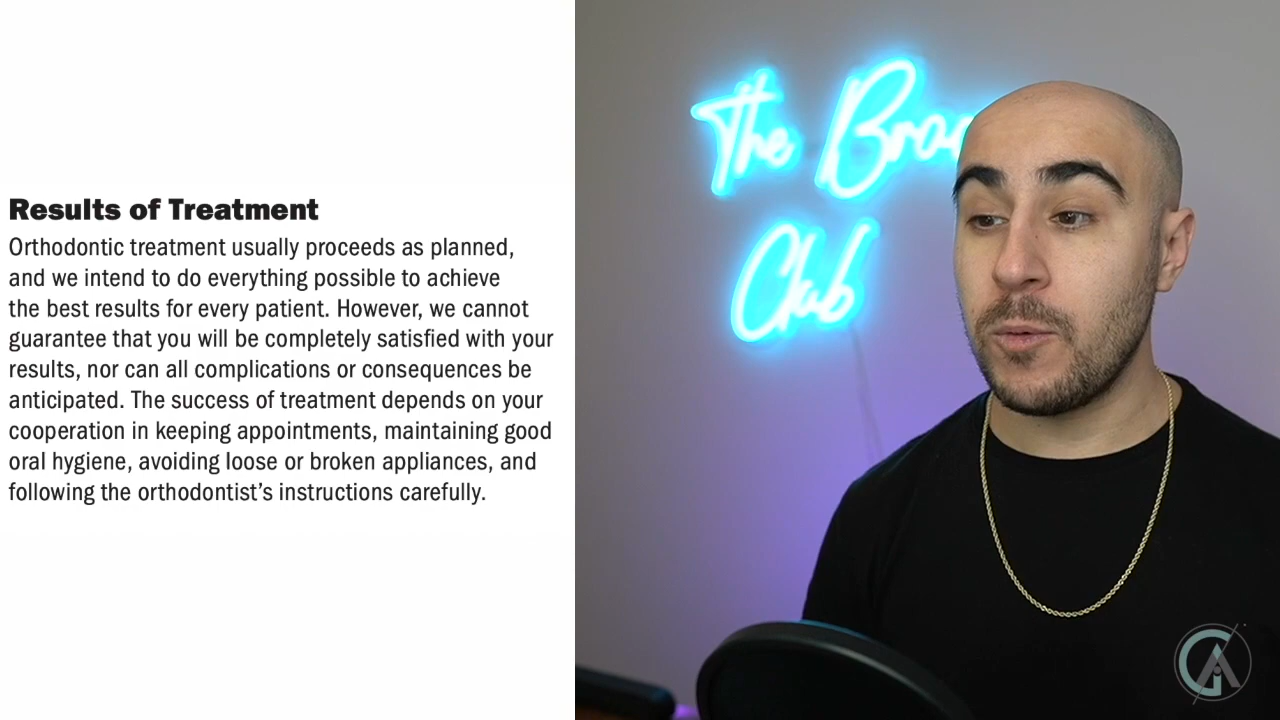 Results of Treatment
Orthodontic treatment usually proceeds as planned,
and we intend to do everything possible to achieve
the best results for every patient. However, we cannot
guarantee that you will be completely satisfied with your
results, nor can all complications or consequences be
anticipated. The success of treatment depends on your
cooperation in keeping appointments, maintaining good
oral hygiene, avoiding loose or broken appliances, and
following the orthodontist’s instructions carefully.
The
Club